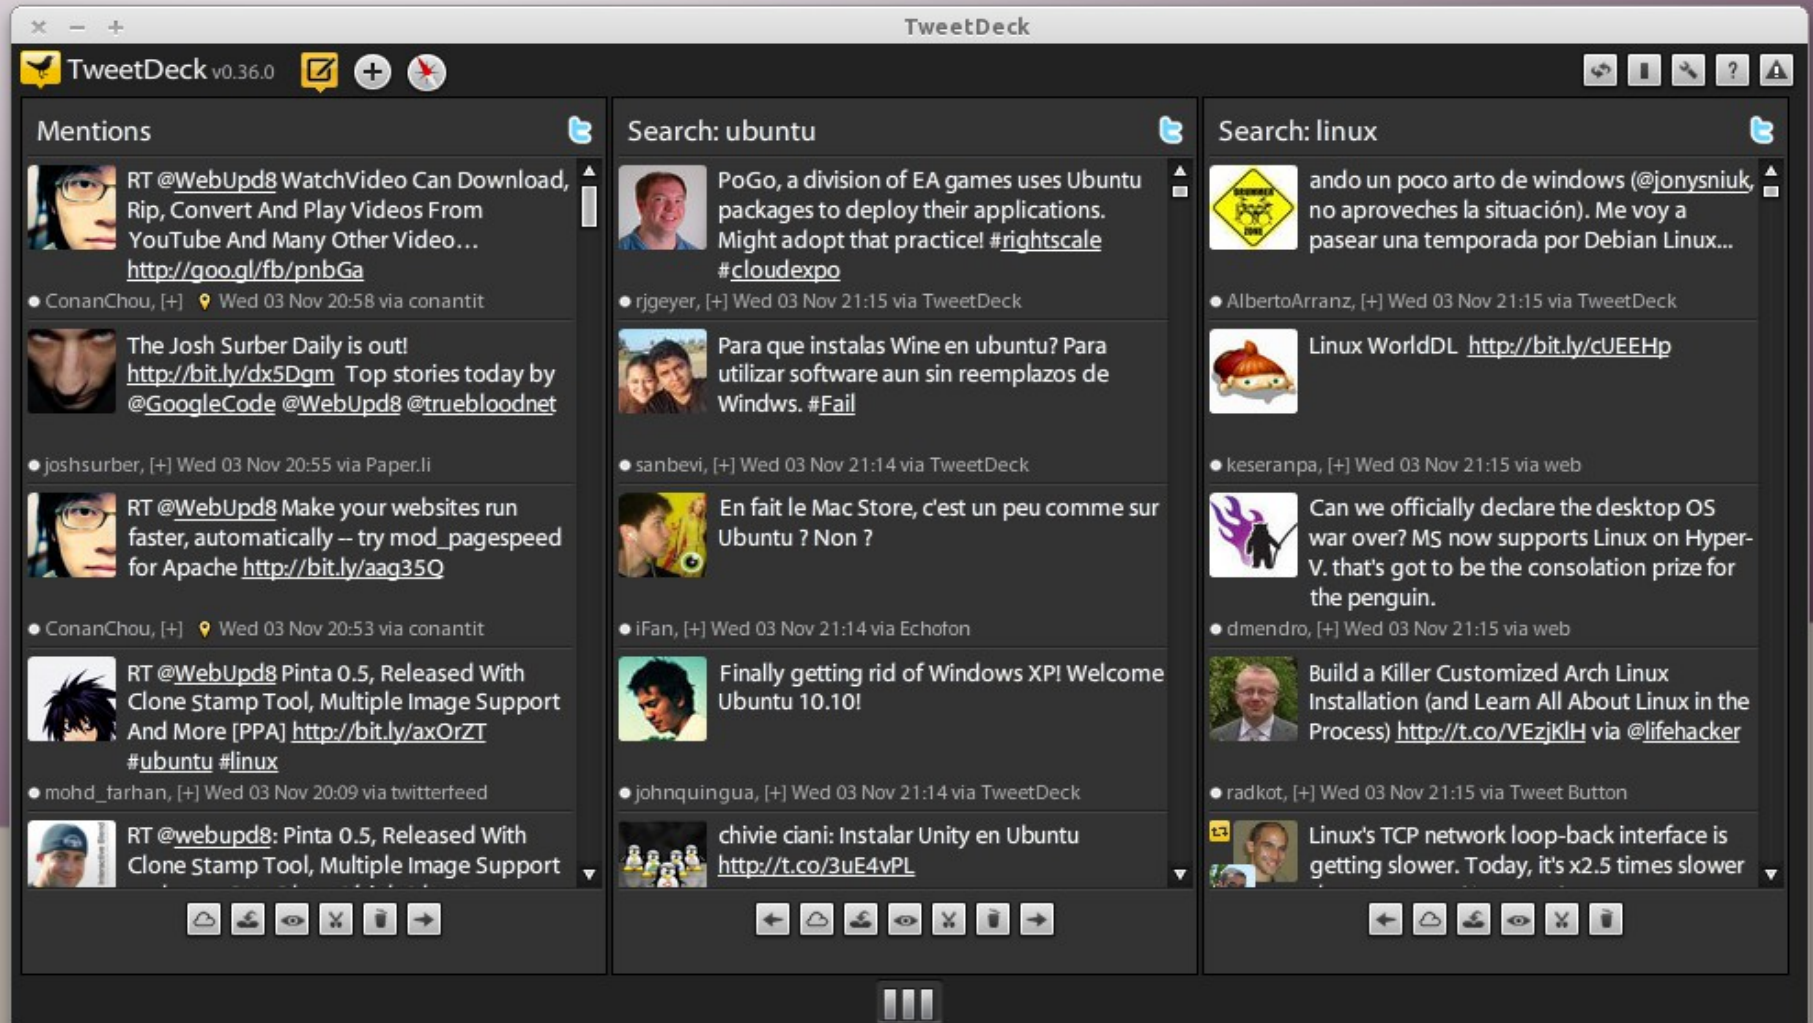 TweetDeck
TweetDeck v0.36.0
Mentions
RT @WebUpd8 WatchVideo Can Download,
Rip, Convert And Play Videos From
YouTube And Many Other Video...
http://goo.gl/fb/pnbGa
ConanChou, [+] Wed 03 Nov 20:58 via conantit
The Josh Surber Daily is out!
http://bit.ly/dx5Dgm Top stories today by
@GoogleCode @WebUpd8 @truebloodnet
joshsurber, [+] Wed 03 Nov 20:55 via Paper.li
RT @WebUpd8 Make your websites run
faster, automatically -- try mod_pagespeed
for Apache http://bit.ly/aag35Q
ConanChou, [+] Wed 03 Nov 20:53 via conantit
RT @WebUpd8 Pinta 0.5, Released With
Clone Stamp Tool, Multiple Image Support
And More [PPA] http://bit.ly/axOrZT
#ubuntu #linux
mohd_farhan, [+] Wed 03 Nov 20:09 via twitterfeed
RT @webupd8: Pinta 0.5, Released With
Clone Stamp Tool, Multiple Image Support
Search: ubuntu
PoGo, a division of EA games uses Ubuntu
packages to deploy their applications.
Might adopt that practice! #rightscale
#cloudexpo
rjgeyer, [+] Wed 03 Nov 21:15 via TweetDeck
Para que instalas Wine en ubuntu? Para
utilizar software aun sin reemplazos de
Windws. #Fail
sanbevi, [+] Wed 03 Nov 21:14 via TweetDeck
En fait le Mac Store, c'est un peu comme sur
Ubuntu ? Non ?
iFan, [+] Wed 03 Nov 21:14 via Echofon
Finally getting rid of Windows XP! Welcome
Ubuntu 10.10!
johnquingua, [+] Wed 03 Nov 21:14 via TweetDeck
chivie ciani: Instalar Unity en Ubuntu
http://t.co/3uE4vPL
Search: linux
DRUMMER
ZONE
ando un poco arto de windows (@jonysniuk,
no aproveches la situación). Me voy a
pasear una temporada por Debian Linux...
AlbertoArranz, [+] Wed 03 Nov 21:15 via TweetDeck
Linux WorldDL http://bit.ly/cUEEHp
keseranpa, [+] Wed 03 Nov 21:15 via web
Can we officially declare the desktop OS
war over? MS now supports Linux on Hyper-
V. that's got to be the consolation prize for
the penguin.
dmendro, [+] Wed 03 Nov 21:15 via web
Build a Killer Customized Arch Linux
Installation (and Learn All About Linux in the
Process) http://t.co/VEzjKlH via @lifehacker
radkot, [+] Wed 03 Nov 21:15 via Tweet Button
Linux's TCP network loop-back interface is
getting slower. Today, it's x2.5 times slower